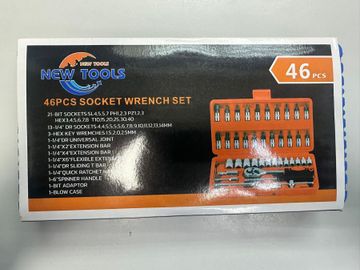 NEW TOOLS
NEW TOOLS
46 PCS
46PCS SOCKET WRENCH SET
21-BIT SOCKETS SL4,5.5,7 PH1,2,3 PZ1,2,3
HEX3,4,5,6,7,8 T10,15,20,25,30,40
13-1/4" DR SOCKETS-4,4.5,5,5.5,6,7,8,9,10,11,12,13,14MM
3-HEX KEY WRENCHES 1.5,2,2.5MM
1-1/4"DR UNIVERSAL JOINT
1-1/4"X2"EXTENSION BAR
1-1/4"X4"EXTENSION BAR
1-1/4"X6"FLEXIBLE EXTEN
1-1/4"DR SLIDING T BAR
1-1/4"QUICK RATCHET
1-6"SPINNER HANDLE
1-BIT ADAPTOR
1-BLOW CASE